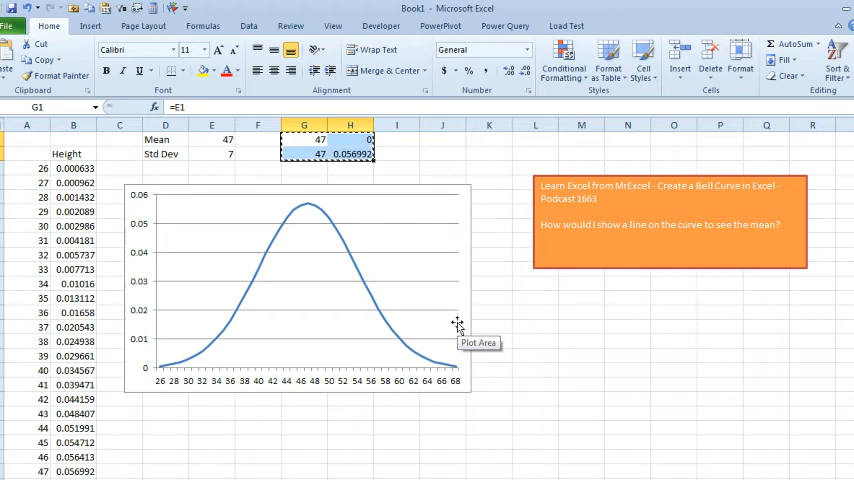 Book1 - Microsoft Excel
File Home Insert Page Layout Formulas Data Review View Developer PowerPivot Power Query Load Test
Cut
Copy
Format Painter
Clipboard
Calibri 11
B I U
Font
Wrap Text
Merge & Center
Alignment
General
$ % ,
Number
Conditional Formatting
Format as Table
Cell Styles
Styles
Insert Delete Format
Cells
AutoSum
Fill
Clear
Sort & Filter
Editing
G1 fx =E1
A B C D E F G H I J K L M N O P Q R
Mean 47 47 0
Height Std Dev 7 47 0.056992
26 0.000633
27 0.000962
28 0.001432
29 0.002089
30 0.002986
31 0.004181
32 0.005737
33 0.007713
34 0.01016
35 0.013112
36 0.01658
37 0.020543
38 0.024938
39 0.029661
40 0.034567
41 0.039471
42 0.044159
43 0.048407
44 0.051991
45 0.054712
46 0.056413
47 0.056992
0.06
0.05
0.04
0.03
0.02
0.01
0
26 28 30 32 34 36 38 40 42 44 46 48 50 52 54 56 58 60 62 64 66 68
Plot Area
Learn Excel from MrExcel - Create a Bell Curve in Excel -
Podcast 1663
How would I show a line on the curve to see the mean?